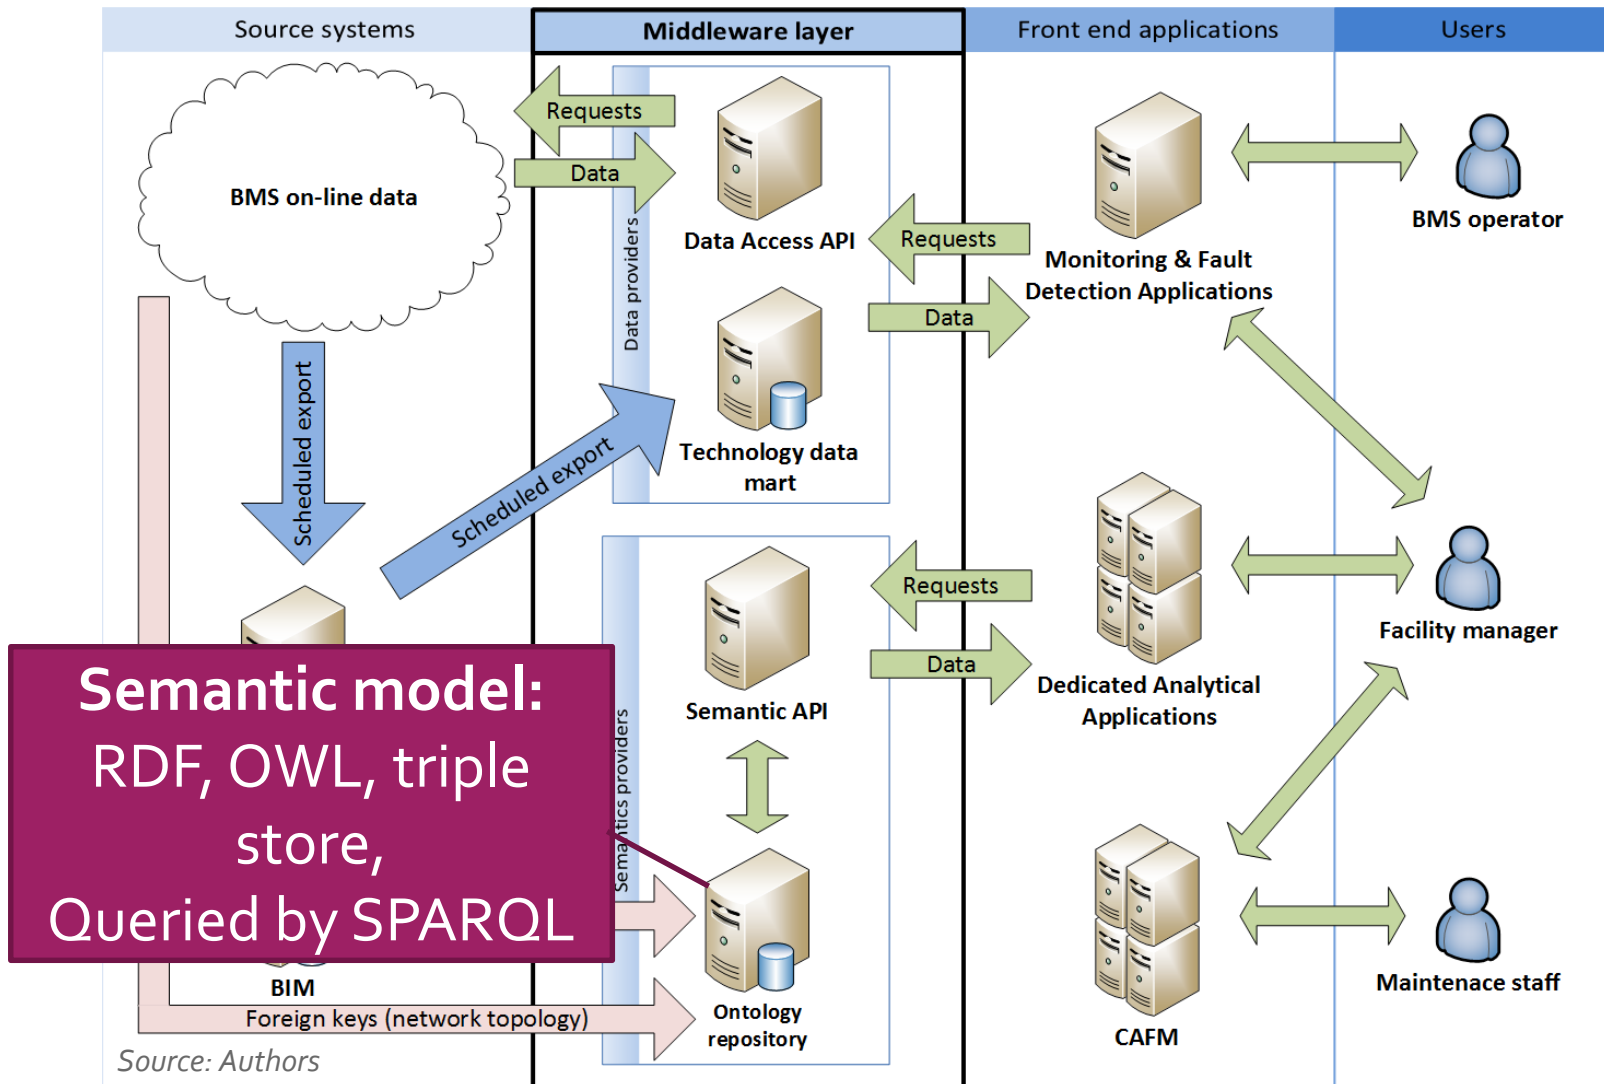 Source systems
Middleware layer
Front end applications
Users
BMS on-line data
Requests
Data
Data providers
Data Access API
Requests
Data
Monitoring & Fault
Detection Applications
BMS operator
Scheduled export
Scheduled export
Technology data
mart
Semantics providers
Semantic API
Requests
Data
Dedicated Analytical
Applications
Facility manager
Semantic model:
RDF, OWL, triple
store,
Queried by SPARQL
BIM
Foreign keys (network topology)
Ontology
repository
CAFM
Maintenace staff
Source: Authors